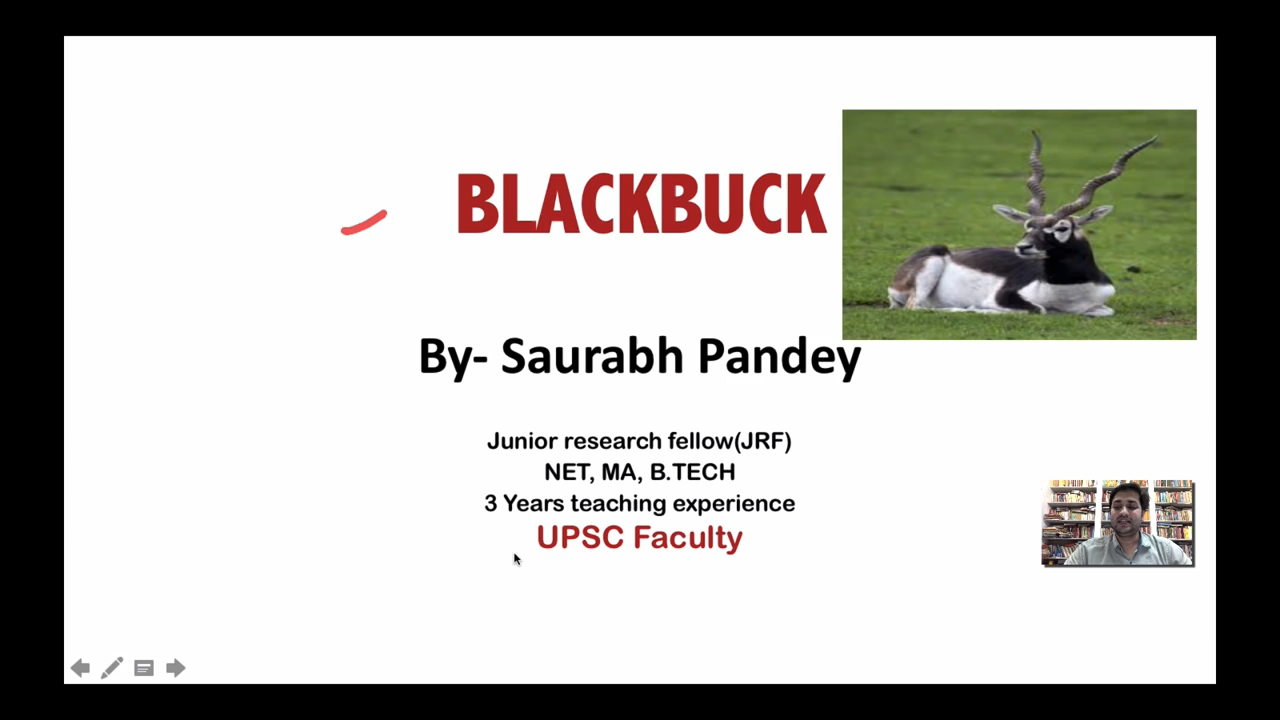 BLACKBUCK
By- Saurabh Pandey
Junior research fellow(JRF)
NET, MA, B.TECH
3 Years teaching experience
UPSC Faculty